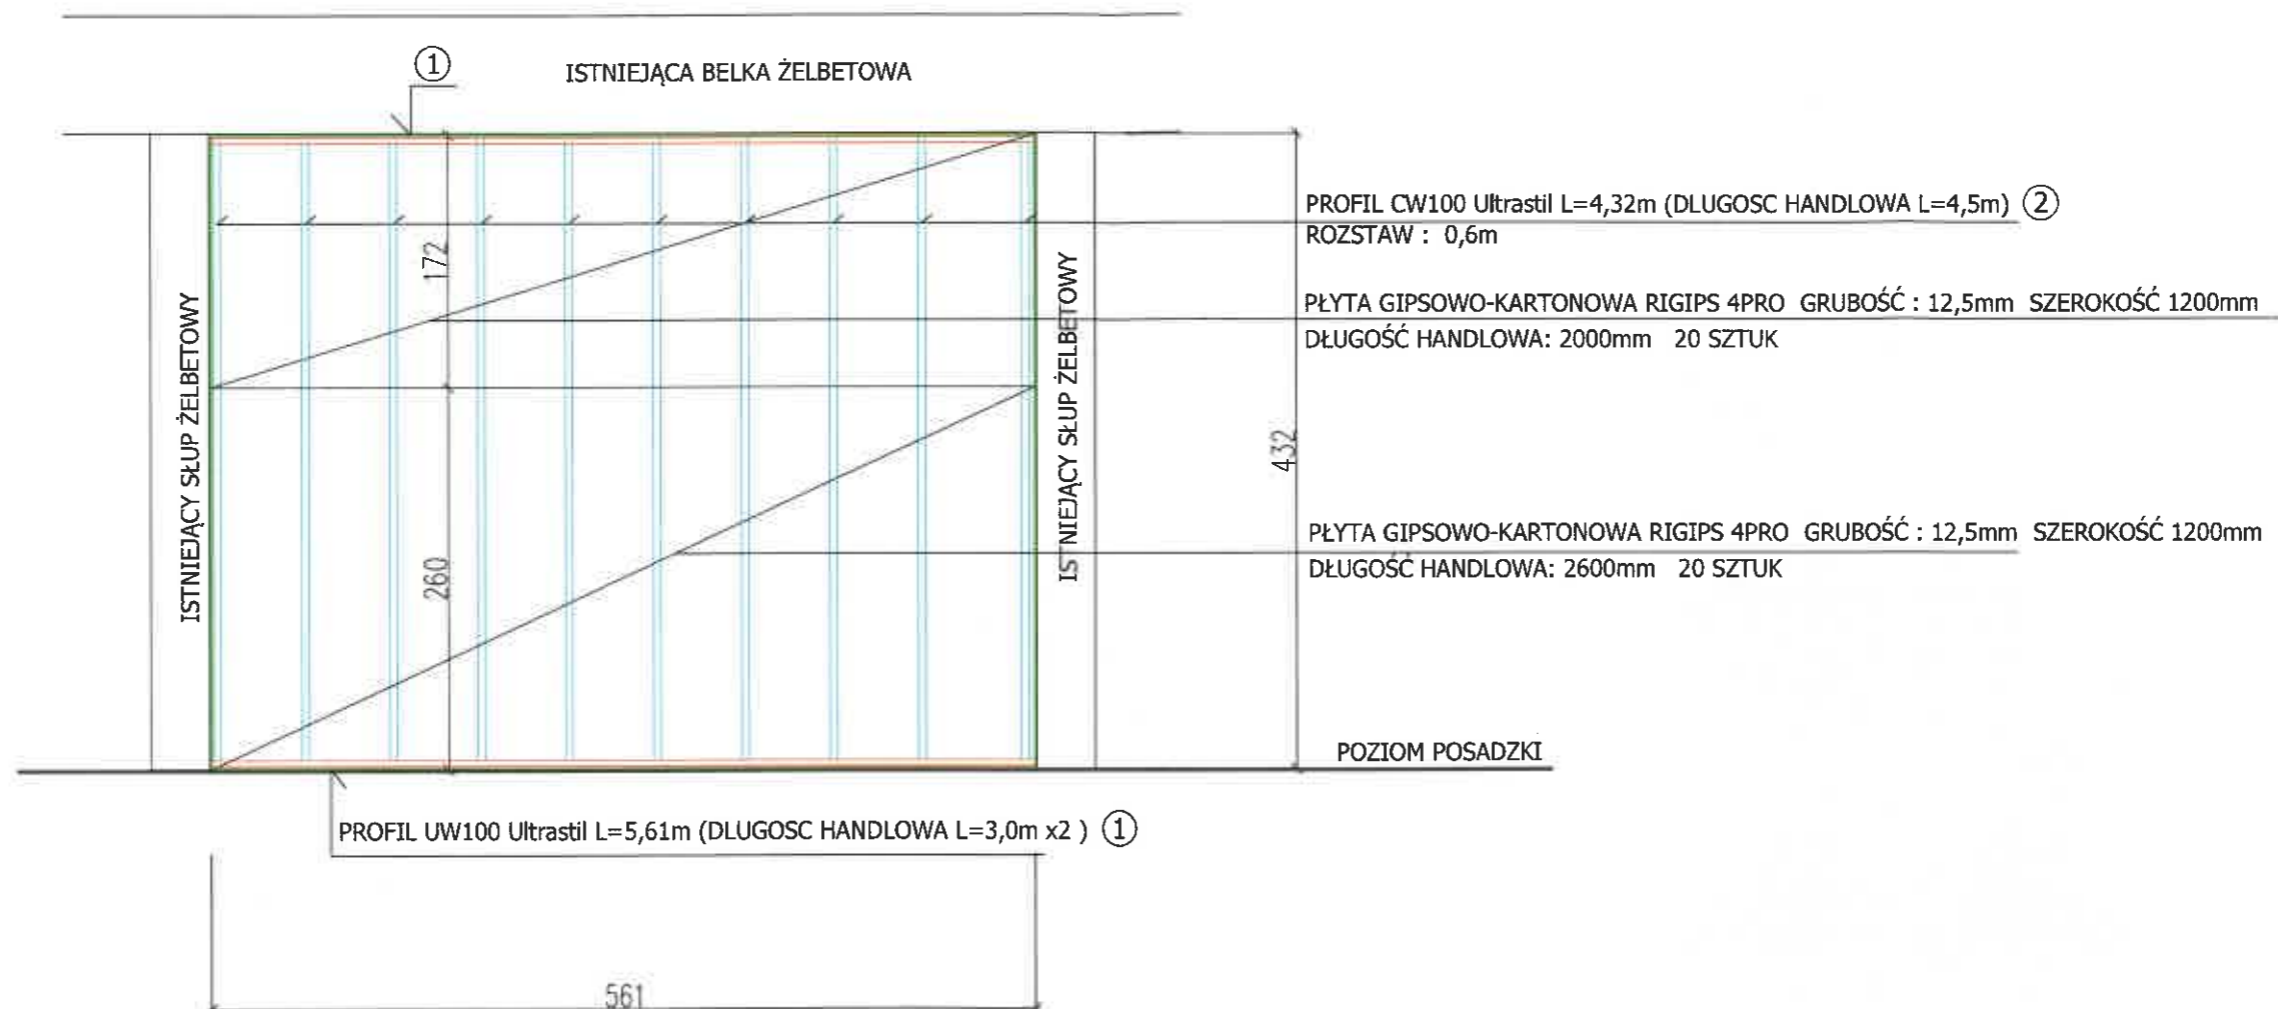 ①
ISTNIEJĄCA BELKA ŻELBETOWA
PROFIL CW100 Ultrastil L=4,32m (DLUGOSC HANDLOWA L=4,5m) ②
ROZSTAW : 0,6m
172
PŁYTA GIPSOWO-KARTONOWA RIGIPS 4PRO GRUBOŚĆ : 12,5mm SZEROKOŚĆ 1200mm
DŁUGOŚĆ HANDLOWA: 2000mm 20 SZTUK
ISTNIEJĄCY SŁUP ŻELBETOWY
ISTNIEJĄCY SŁUP ŻELBETOWY
432
260
PŁYTA GIPSOWO-KARTONOWA RIGIPS 4PRO GRUBOŚĆ : 12,5mm SZEROKOŚĆ 1200mm
DŁUGOŚĆ HANDLOWA: 2600mm 20 SZTUK
POZIOM POSADZKI
PROFIL UW100 Ultrastil L=5,61m (DLUGOSC HANDLOWA L=3,0m x2 ) ①
561